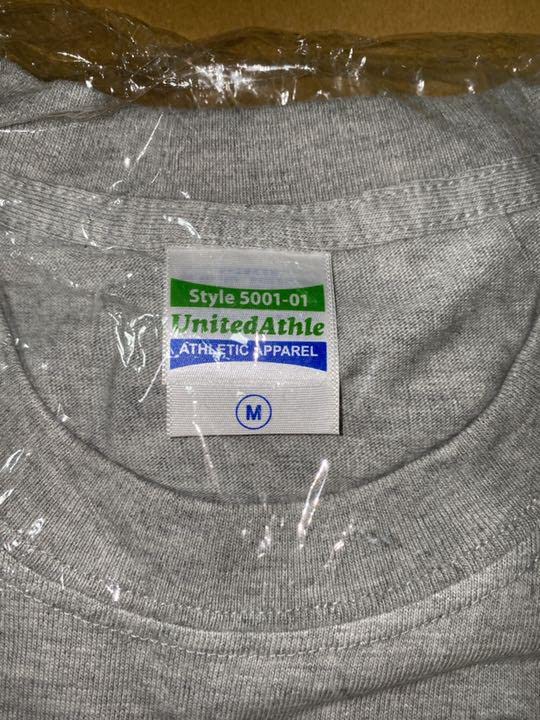 Style 5001-01
UnitedAthle
ATHLETIC APPAREL
M